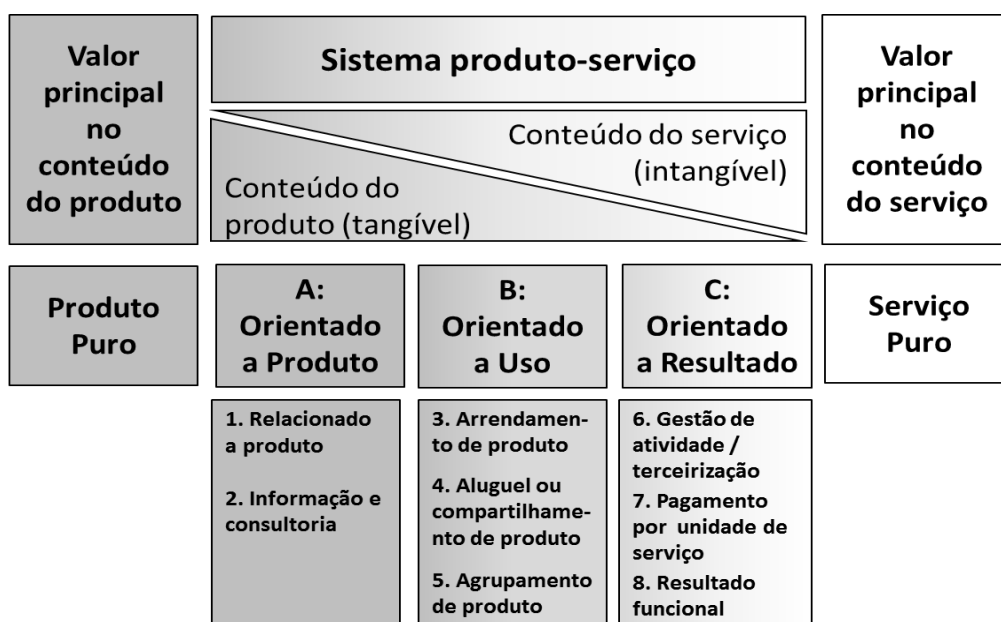 Valor
principal
no
conteúdo
do produto
Sistema produto-serviço
Conteúdo do serviço
(intangível)
Conteúdo do
produto (tangível)
Valor
principal
no
conteúdo
do serviço
Produto
Puro
A:
Orientado
a Produto
B:
Orientado
a Uso
C:
Orientado
a Resultado
Serviço
Puro
1. Relacionado
a produto
2. Informação e
consultoria
3. Arrendamen-
to de produto
4. Aluguel ou
compartilhame-
nto de produto
5. Agrupamento
de produto
6. Gestão de
atividade /
terceirização
7. Pagamento
por unidade de
serviço
8. Resultado
funcional